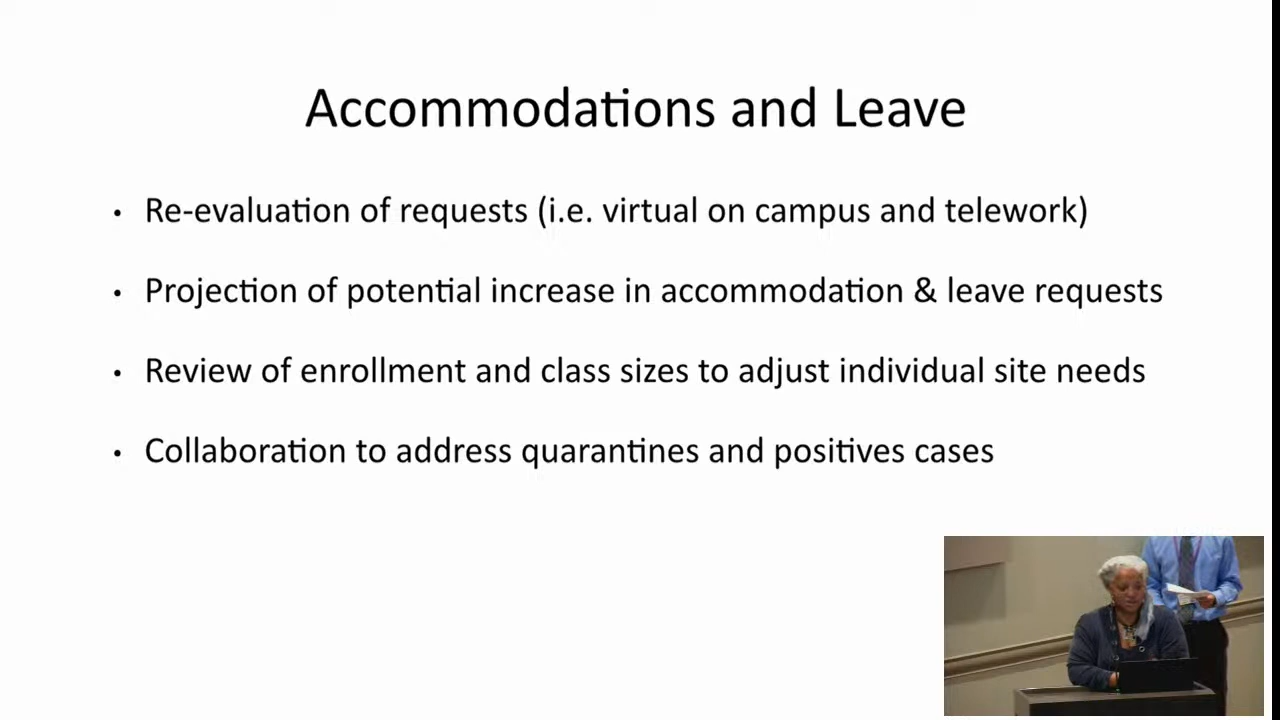 Accommodations and Leave
• Re-evaluation of requests (i.e. virtual on campus and telework)
• Projection of potential increase in accommodation & leave requests
• Review of enrollment and class sizes to adjust individual site needs
• Collaboration to address quarantines and positives cases